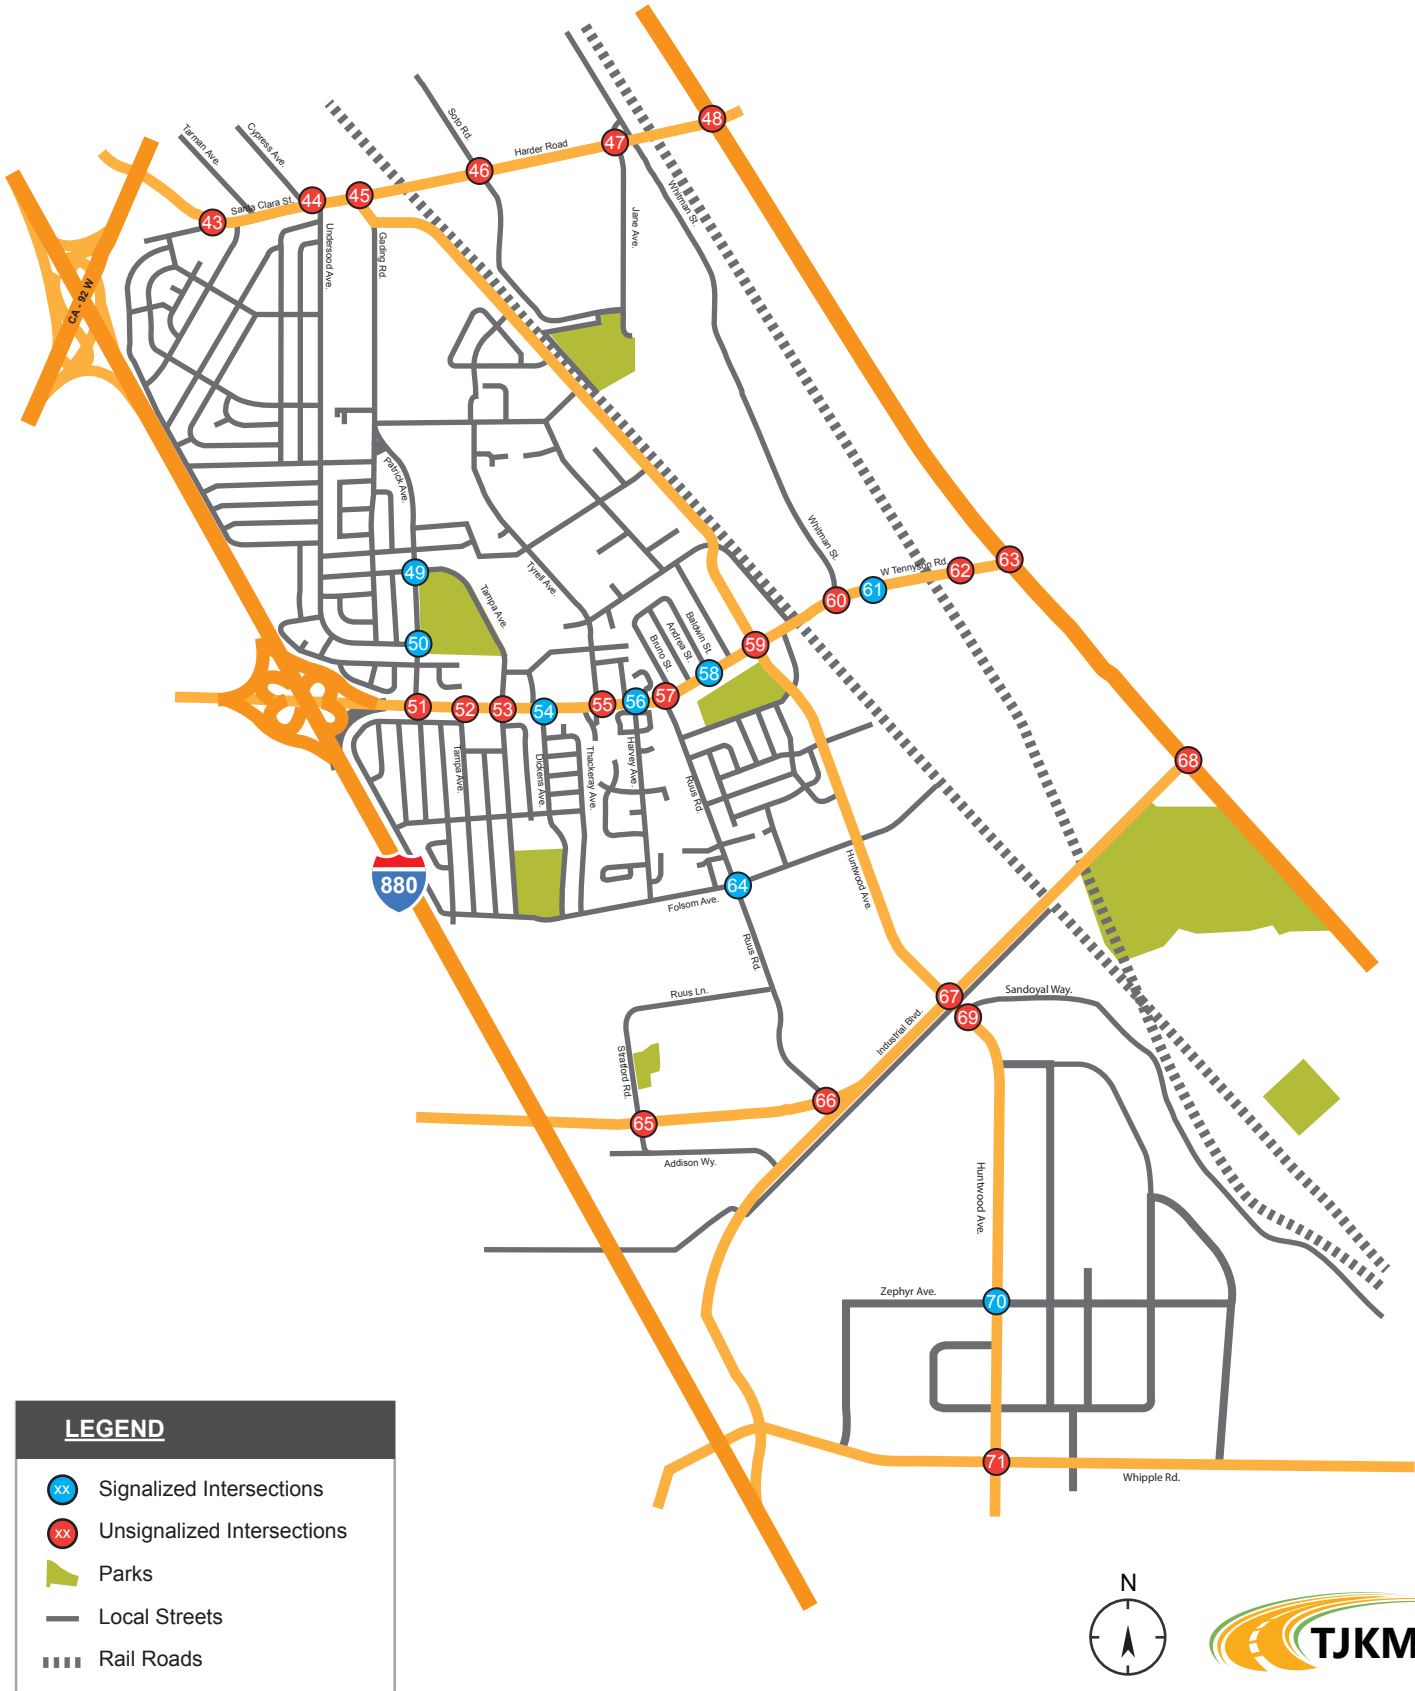 48
47
Soto Rd.
Harder Road
46
Cypress Ave.
Tarman Ave.
Whitman St.
44
45
Santa Clara St.
43
Jane Ave.
Undersood Ave.
Gading Rd.
CA - 92 W
Patrick Ave.
Whitman St.
W Tennyson Rd.
63
62
61
60
49
Tyrell Ave.
Tampa Ave.
Baldwin St.
Andrea St.
Bruno St.
50
59
58
57
56
55
54
53
52
51
Tampa Ave.
Dickens Ave.
Thackeray Ave.
Harvey Ave.
Ruus Rd.
68
880
Huntwood Ave.
64
Folsom Ave.
Ruus Rd.
Ruus Ln.
67
Sandoyal Way.
69
Industrial Blvd.
Stratford Rd.
66
65
Addison Wy.
Huntwood Ave.
Zephyr Ave.
70
71
Whipple Rd.
LEGEND
xx Signalized Intersections
xx Unsignalized Intersections
Parks
Local Streets
Rail Roads
N
TJKM